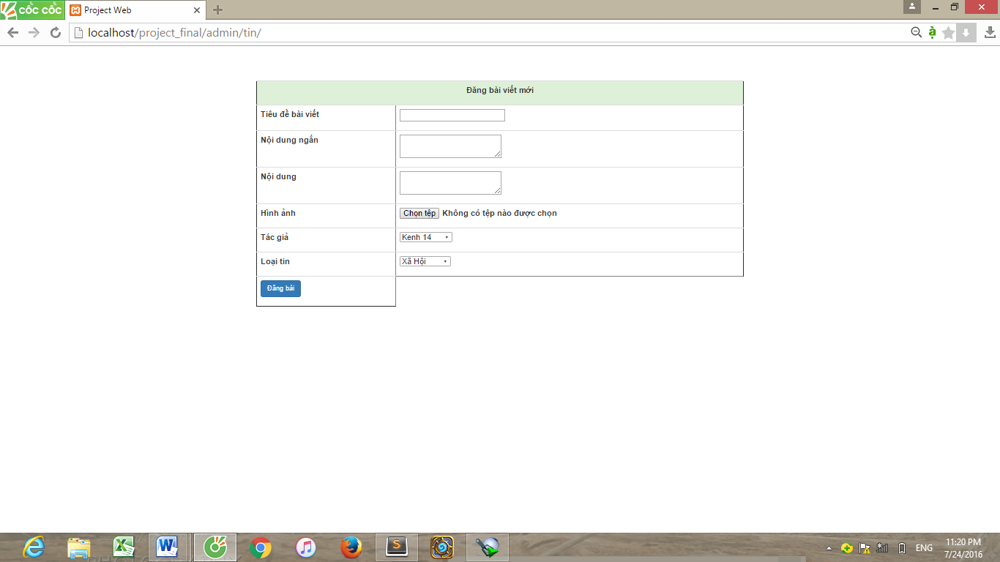 cốc cốc
Project Web
localhost/project_final/admin/tin/
Đăng bài viết mới
Tiêu đề bài viết
Nội dung ngắn
Nội dung
Hình ảnh
Chọn tệp Không có tệp nào được chọn
Tác giả
Kenh 14
Loại tin
Xã Hội
Đăng bài
ENG
11:20 PM
7/24/2016